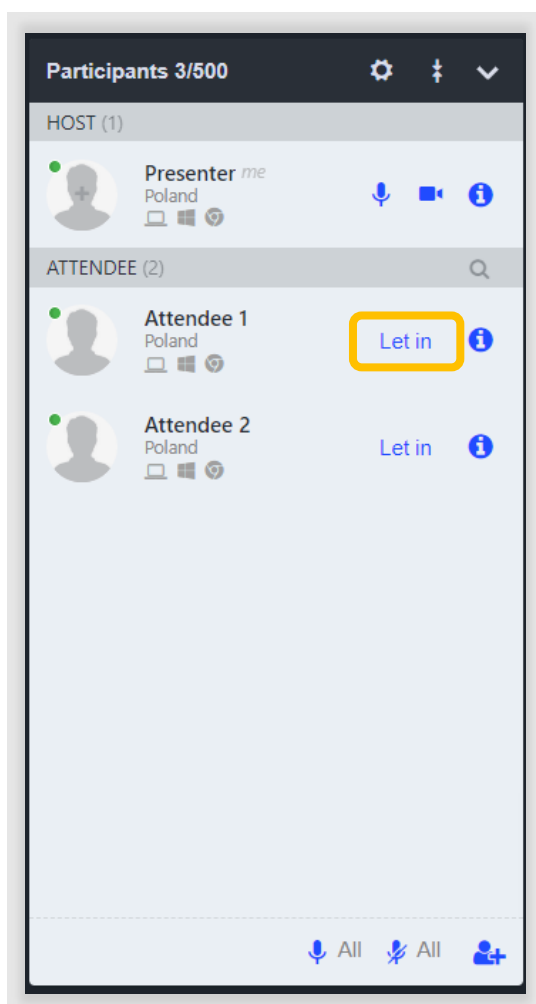 Participants 3/500
HOST (1)
Presenter me
Poland
ATTENDEE (2)
Attendee 1
Poland
Let in
Attendee 2
Poland
Let in
All All